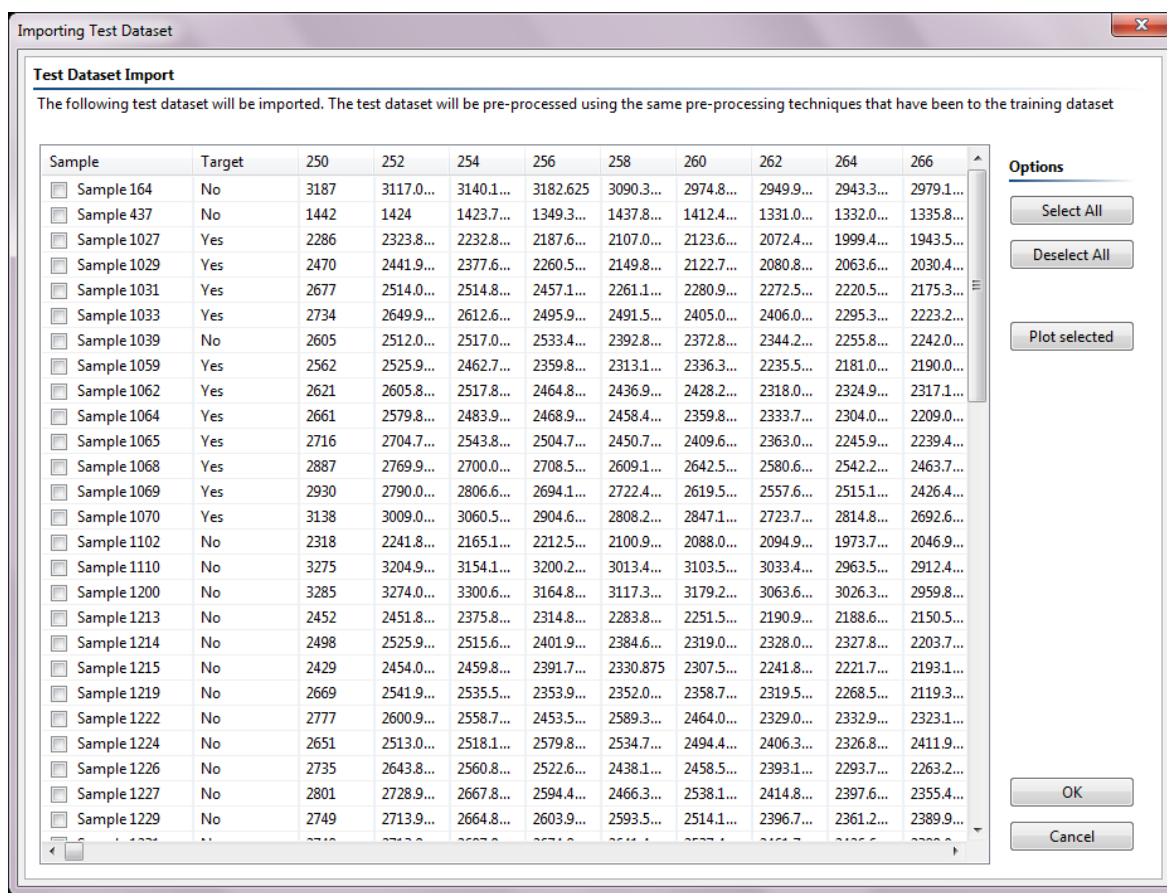 Importing Test Dataset
Test Dataset Import
The following test dataset will be imported. The test dataset will be pre-processed using the same pre-processing techniques that have been to the training dataset
Sample Target 250 252 254 256 258 260 262 264 266
Sample 164 No 3187 3117.0... 3140.1... 3182.625 3090.3... 2974.8... 2949.9... 2943.3... 2979.1...
Sample 437 No 1442 1424 1423.7... 1349.3... 1437.8... 1412.4... 1331.0... 1332.0... 1335.8...
Sample 1027 Yes 2286 2323.8... 2232.8... 2187.6... 2107.0... 2123.6... 2072.4... 1999.4... 1943.5...
Sample 1029 Yes 2470 2441.9... 2377.6... 2260.5... 2149.8... 2122.7... 2080.8... 2063.6... 2030.4...
Sample 1031 Yes 2677 2514.0... 2514.8... 2457.1... 2261.1... 2280.9... 2272.5... 2220.5... 2175.3...
Sample 1033 Yes 2734 2649.9... 2612.6... 2495.9... 2491.5... 2405.0... 2406.0... 2295.3... 2223.2...
Sample 1039 No 2605 2512.0... 2517.0... 2533.4... 2392.8... 2372.8... 2344.2... 2255.8... 2242.0...
Sample 1059 Yes 2562 2525.9... 2462.7... 2359.8... 2313.1... 2336.3... 2235.5... 2181.0... 2190.0...
Sample 1062 Yes 2621 2605.8... 2517.8... 2464.8... 2436.9... 2428.2... 2318.0... 2324.9... 2317.1...
Sample 1064 Yes 2661 2579.8... 2483.9... 2468.9... 2458.4... 2359.8... 2333.7... 2304.0... 2209.0...
Sample 1065 Yes 2716 2704.7... 2543.8... 2504.7... 2450.7... 2409.6... 2363.0... 2245.9... 2239.4...
Sample 1068 Yes 2887 2769.9... 2700.0... 2708.5... 2609.1... 2642.5... 2580.6... 2542.2... 2463.7...
Sample 1069 Yes 2930 2790.0... 2806.6... 2694.1... 2722.4... 2619.5... 2557.6... 2515.1... 2426.4...
Sample 1070 Yes 3138 3009.0... 3060.5... 2904.6... 2808.2... 2847.1... 2723.7... 2814.8... 2692.6...
Sample 1102 No 2318 2241.8... 2165.1... 2212.5... 2100.9... 2088.0... 2094.9... 1973.7... 2046.9...
Sample 1110 No 3275 3204.9... 3154.1... 3200.2... 3013.4... 3103.5... 3033.4... 2963.5... 2912.4...
Sample 1200 No 3285 3274.0... 3300.6... 3164.8... 3117.3... 3179.2... 3063.6... 3026.3... 2959.8...
Sample 1213 No 2452 2451.8... 2375.8... 2314.8... 2283.8... 2251.5... 2190.9... 2188.6... 2150.5...
Sample 1214 No 2498 2525.9... 2515.6... 2401.9... 2384.6... 2319.0... 2328.0... 2327.8... 2203.7...
Sample 1215 No 2429 2454.0... 2459.8... 2391.7... 2330.875 2307.5... 2241.8... 2221.7... 2193.1...
Sample 1219 No 2669 2541.9... 2535.5... 2353.9... 2352.0... 2358.7... 2319.5... 2268.5... 2119.3...
Sample 1222 No 2777 2600.9... 2558.7... 2453.5... 2589.3... 2464.0... 2329.0... 2332.9... 2323.1...
Sample 1224 No 2651 2513.0... 2518.1... 2579.8... 2534.7... 2494.4... 2406.3... 2326.8... 2411.9...
Sample 1226 No 2735 2643.8... 2560.8... 2522.6... 2438.1... 2458.5... 2393.1... 2293.7... 2263.2...
Sample 1227 No 2801 2728.9... 2667.8... 2594.4... 2466.3... 2538.1... 2414.8... 2397.6... 2355.4...
Sample 1229 No 2749 2713.9... 2664.8... 2603.9... 2593.5... 2514.1... 2396.7... 2361.2... 2389.9...
Options
Select All
Deselect All
Plot selected
OK
Cancel